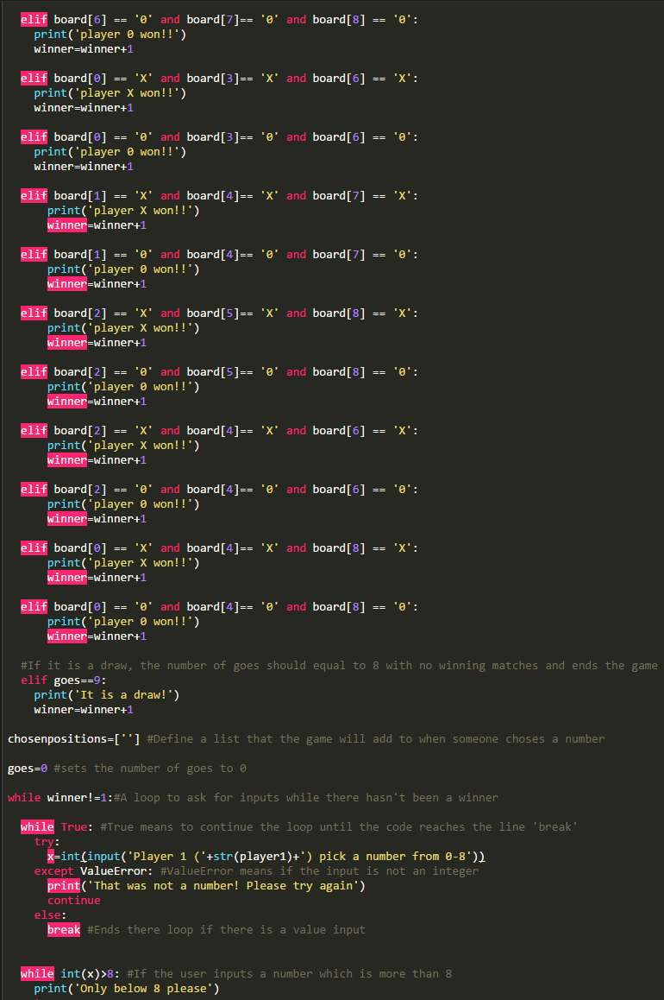 elif board[6] == '0' and board[7]== '0' and board[8] == '0':
print('player 0 won!!')
winner=winner+1
elif board[0] == 'X' and board[3]== 'X' and board[6] == 'X':
print('player X won!!')
winner=winner+1
elif board[0] == '0' and board[3]== '0' and board[6] == '0':
print('player 0 won!!')
winner=winner+1
elif board[1] == 'X' and board[4]== 'X' and board[7] == 'X':
print('player X won!!')
winner=winner+1
elif board[1] == '0' and board[4]== '0' and board[7] == '0':
print('player 0 won!!')
winner=winner+1
elif board[2] == 'X' and board[5]== 'X' and board[8] == 'X':
print('player X won!!')
winner=winner+1
elif board[2] == '0' and board[5]== '0' and board[8] == '0':
print('player 0 won!!')
winner=winner+1
elif board[2] == 'X' and board[4]== 'X' and board[6] == 'X':
print('player X won!!')
winner=winner+1
elif board[2] == '0' and board[4]== '0' and board[6] == '0':
print('player 0 won!!')
winner=winner+1
elif board[0] == 'X' and board[4]== 'X' and board[8] == 'X':
print('player X won!!')
winner=winner+1
elif board[0] == '0' and board[4]== '0' and board[8] == '0':
print('player 0 won!!')
winner=winner+1
#If it is a draw, the number of goes should equal to 8 with no winning matches and ends the game
elif goes==9:
print('It is a draw!')
winner=winner+1
chosenpositions=[''] #Define a list that the game will add to when someone choses a number
goes=0 #sets the number of goes to 0
while winner!=1:#A loop to ask for inputs while there hasn't been a winner
while True: #True means to continue the loop until the code reaches the line 'break'
try:
x=int(input('Player 1 ('+str(player1)+') pick a number from 0-8'))
except ValueError: #ValueError means if the input is not an integer
print('That was not a number! Please try again')
continue
else:
break #Ends there loop if there is a value input
while int(x)>8: #If the user inputs a number which is more than 8
print('Only below 8 please')